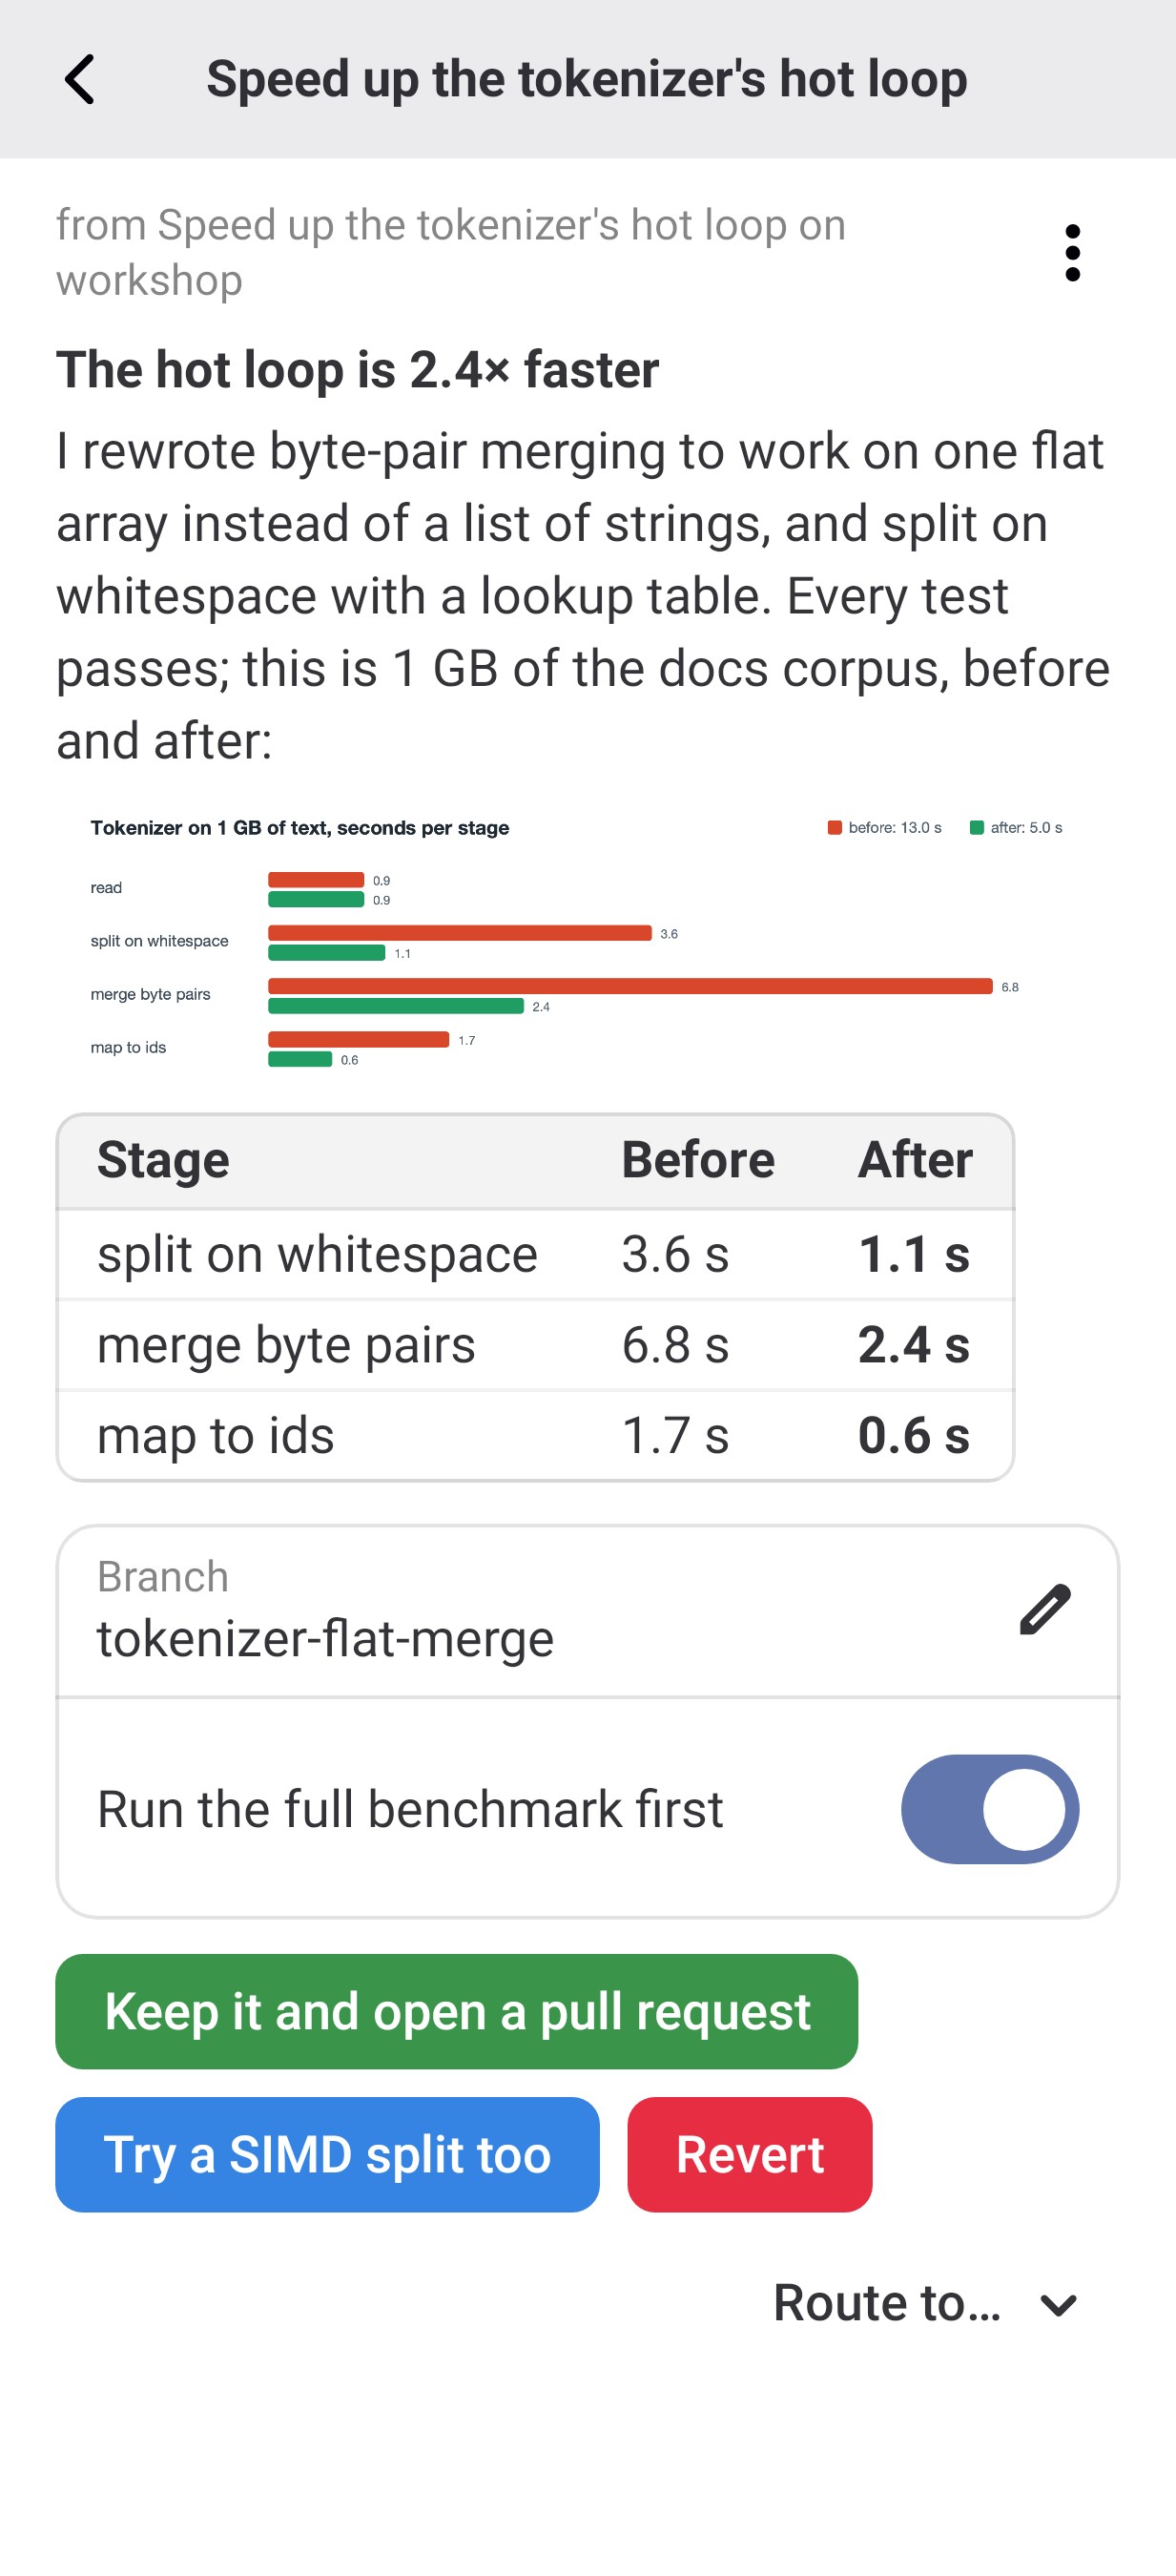 Speed up the tokenizer's hot loop
from Speed up the tokenizer's hot loop on
workshop
The hot loop is 2.4× faster
I rewrote byte-pair merging to work on one flat
array instead of a list of strings, and split on
whitespace with a lookup table. Every test
passes; this is 1 GB of the docs corpus, before
and after:
Tokenizer on 1 GB of text, seconds per stage
before: 13.0 s after: 5.0 s
read
0.9
0.9
split on whitespace
3.6
1.1
merge byte pairs
6.8
2.4
map to ids
1.7
0.6
Stage Before After
split on whitespace 3.6 s 1.1 s
merge byte pairs 6.8 s 2.4 s
map to ids 1.7 s 0.6 s
Branch
tokenizer-flat-merge
Run the full benchmark first
Keep it and open a pull request
Try a SIMD split too Revert
Route to...